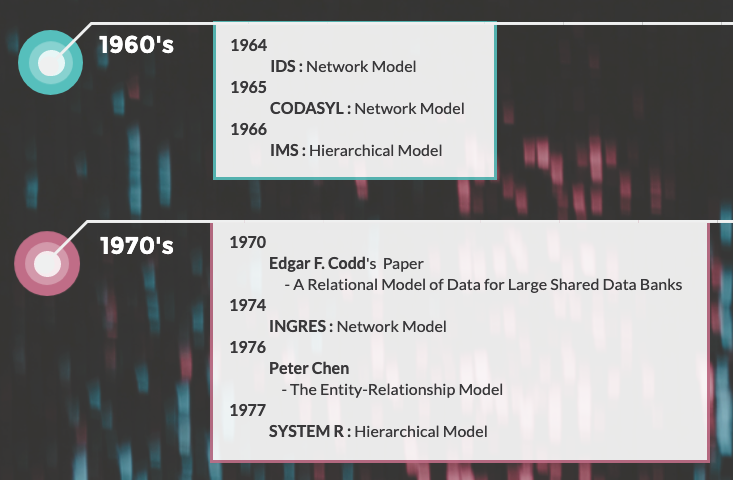 1960's
1964
IDS : Network Model
1965
CODASYL : Network Model
1966
IMS : Hierarchical Model
1970's
1970
Edgar F. Codd's Paper
- A Relational Model of Data for Large Shared Data Banks
1974
INGRES : Network Model
1976
Peter Chen
- The Entity-Relationship Model
1977
SYSTEM R : Hierarchical Model